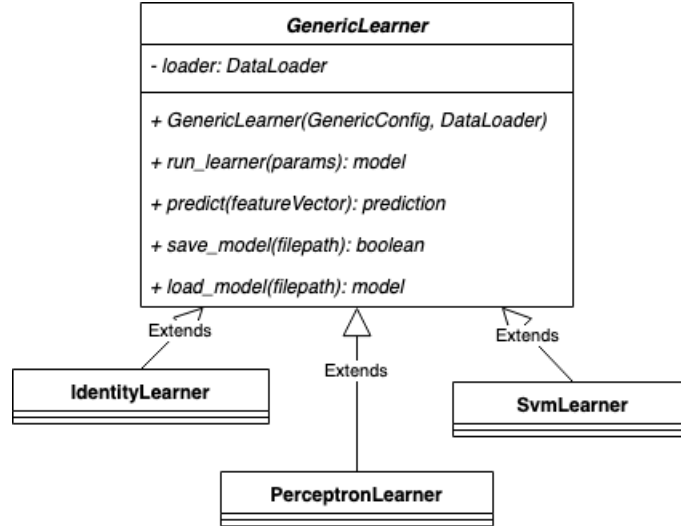 GenericLearner
- loader: DataLoader
+ GenericLearner(GenericConfig, DataLoader)
+ run_learner(params): model
+ predict(featureVector): prediction
+ save_model(filepath): boolean
+ load_model(filepath): model
Extends
Extends
Extends
IdentityLearner
SvmLearner
PerceptronLearner